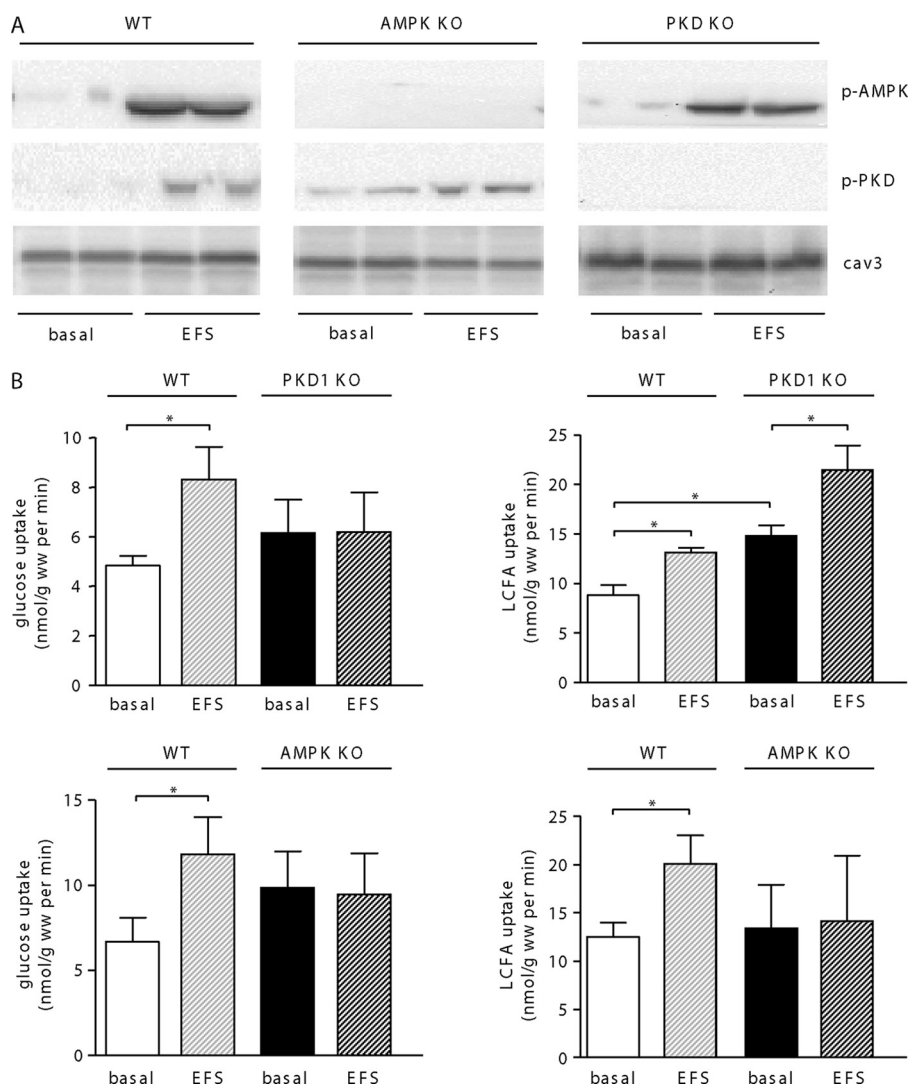 A
WT AMPK KO PKD KO
p-AMPK
p-PKD
cav3
basal EFS basal EFS basal EFS
B
WT PKD1 KO
*
glucose uptake
(nmol/g ww per min)
10
8
6
4
2
0
basal EFS basal EFS
WT PKD1 KO
*
*
*
LCFA uptake
(nmol/g ww per min)
25
20
15
10
5
0
basal EFS basal EFS
WT AMPK KO
*
glucose uptake
(nmol/g ww per min)
15
10
5
0
basal EFS basal EFS
WT AMPK KO
*
LCFA uptake
(nmol/g ww per min)
25
20
15
10
5
0
basal EFS basal EFS